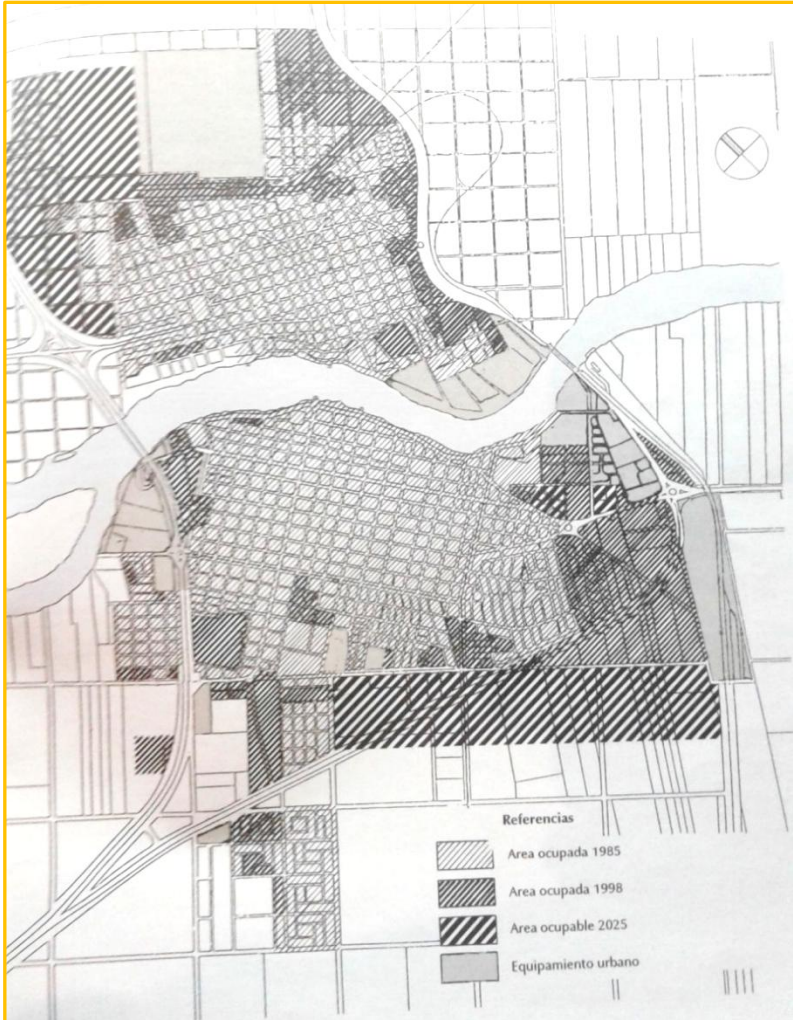 Referencias
Area ocupada 1985
Area ocupada 1998
Area ocupable 2025
Equipamiento urbano